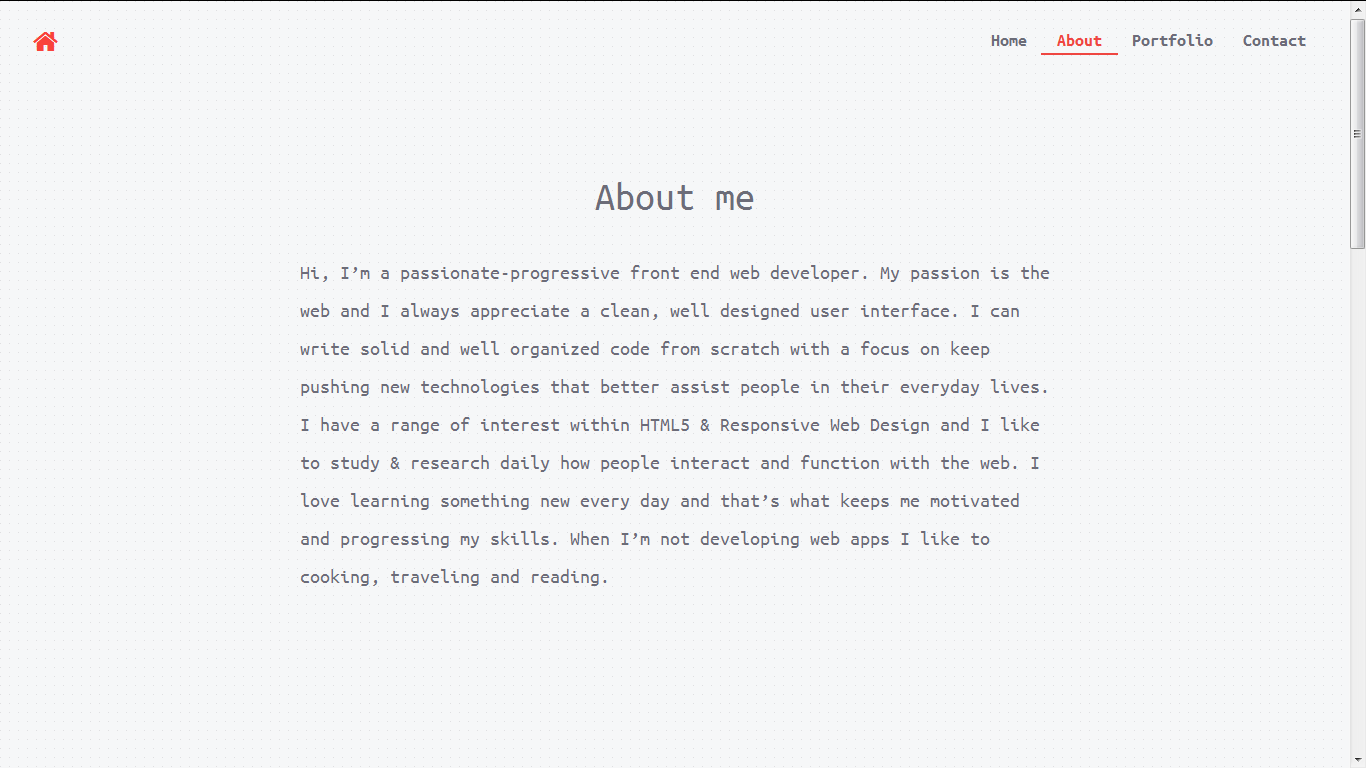 Home About Portfolio Contact
About me
Hi, I’m a passionate-progressive front end web developer. My passion is the
web and I always appreciate a clean, well designed user interface. I can
write solid and well organized code from scratch with a focus on keep
pushing new technologies that better assist people in their everyday lives.
I have a range of interest within HTML5 & Responsive Web Design and I like
to study & research daily how people interact and function with the web. I
love learning something new every day and that’s what keeps me motivated
and progressing my skills. When I’m not developing web apps I like to
cooking, traveling and reading.